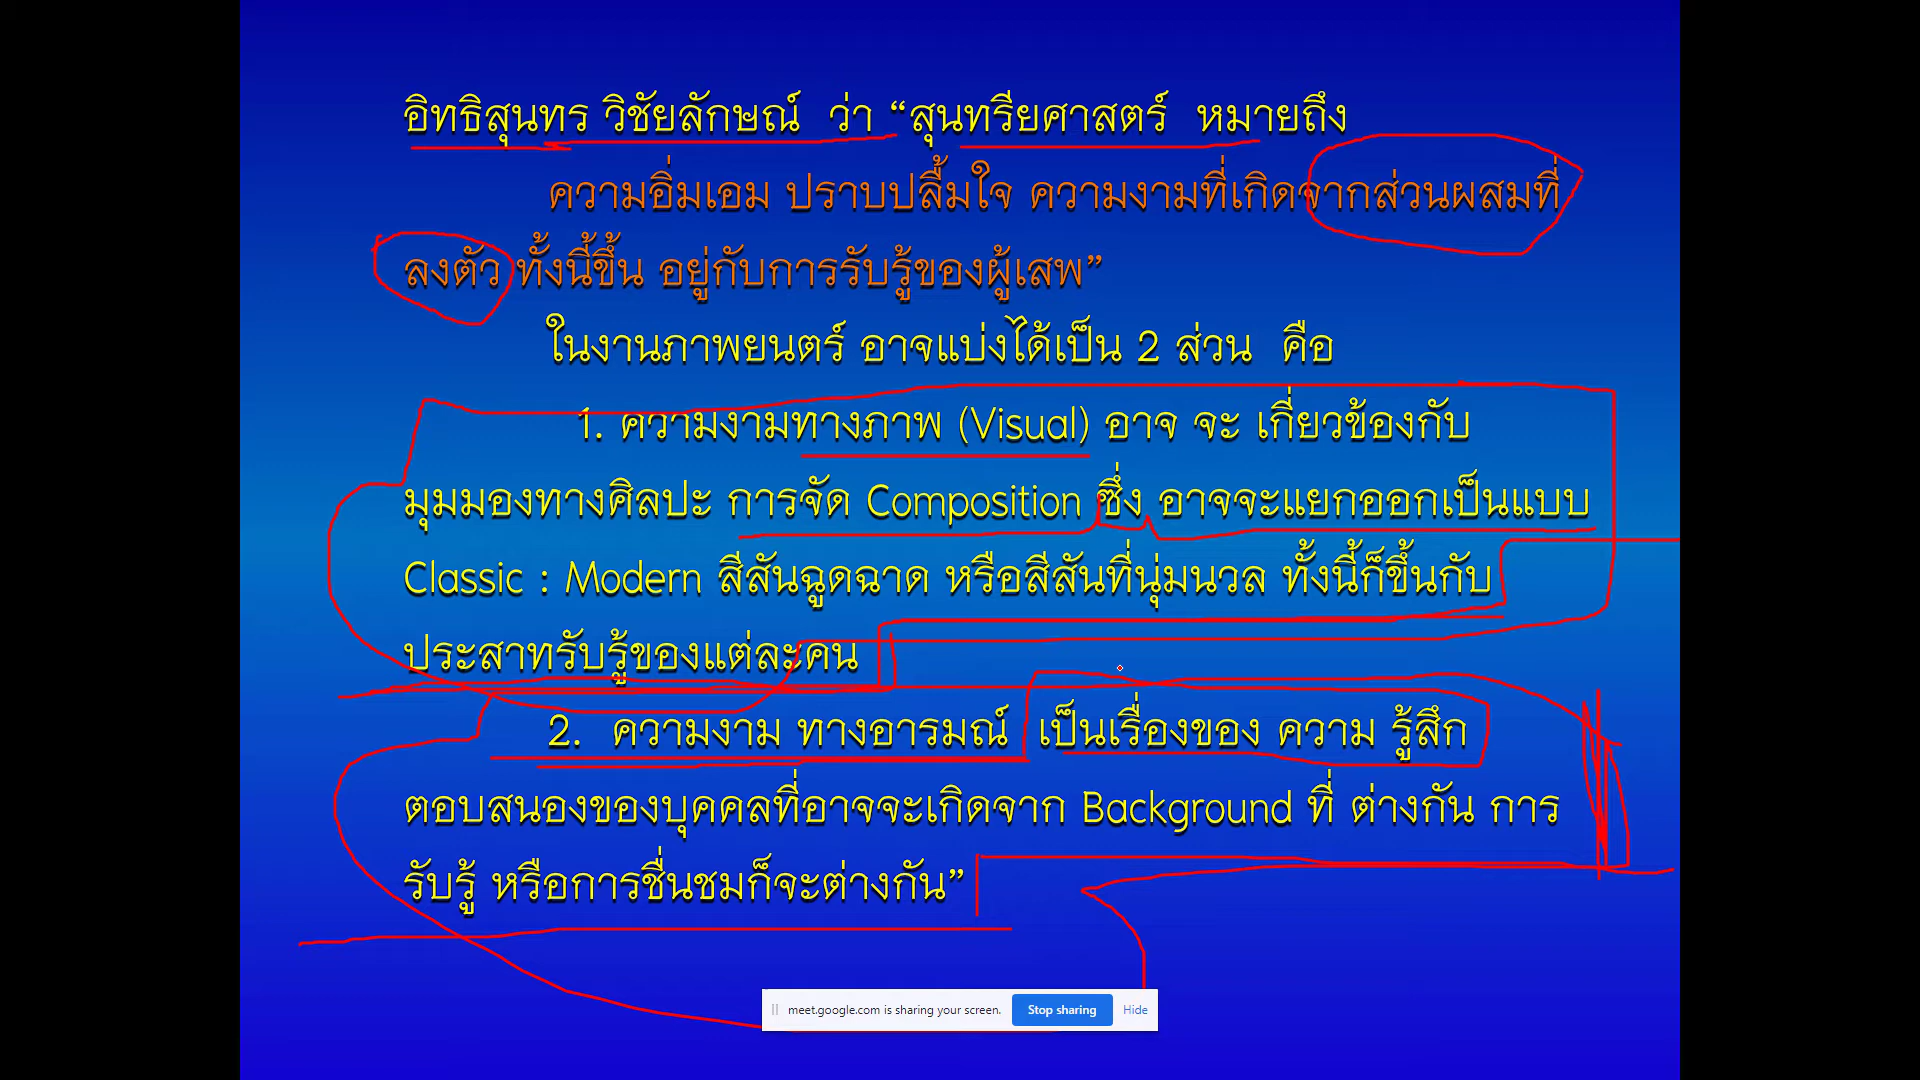 อิทธิสุนทร วิชัยลักษณ์ ว่า “สุนทรียศาสตร์ หมายถึง
ความอิ่มเอม ปราบปลื้มใจ ความงามที่เกิดจากส่วนผสมที่
ลงตัว ทั้งนี้ขึ้น อยู่กับการรับรู้ของผู้เสพ”
ในงานภาพยนตร์ อาจแบ่งได้เป็น 2 ส่วน คือ
1. ความงามทางภาพ (Visual) อาจ จะ เกี่ยวข้องกับ
มุมมองทางศิลปะ การจัด Composition ซึ่ง อาจจะแยกออกเป็นแบบ
Classic : Modern สีสันฉูดฉาด หรือสีสันที่นุ่มนวล ทั้งนี้ก็ขึ้นกับ
ประสาทรับรู้ของแต่ละคน
2. ความงาม ทางอารมณ์ เป็นเรื่องของ ความ รู้สึก
ตอบสนองของบุคคลที่อาจจะเกิดจาก Background ที่ ต่างกัน การ
รับรู้ หรือการชื่นชมก็จะต่างกัน”
meet.google.com is sharing your screen. Stop sharing Hide